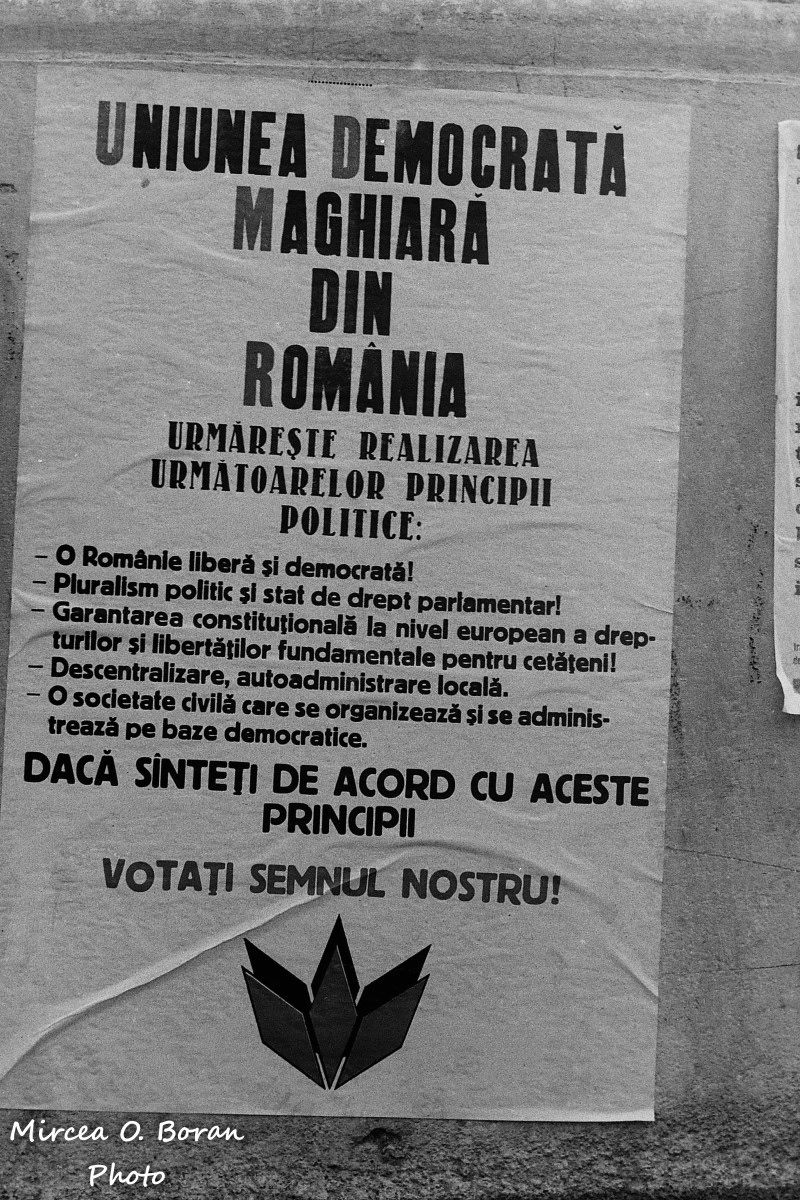 UNIUNEA DEMOCRATĂ
MAGHIARĂ
DIN
ROMÂNIA
URMĂREŞTE REALIZAREA
URMĂTOARELOR PRINCIPII
POLITICE:
– O Românie liberă şi democrată!
– Pluralism politic şi stat de drept parlamentar!
– Garantarea constituţională la nivel european a drep-
turilor şi libertăţilor fundamentale pentru cetăţeni!
– Descentralizare, autoadministrare locală.
– O societate civilă care se organizează şi se adminis-
trează pe baze democratice.
DACĂ SÎNTEŢI DE ACORD CU ACESTE
PRINCIPII
VOTAŢI SEMNUL NOSTRU!
Mircea O. Boran
Photo